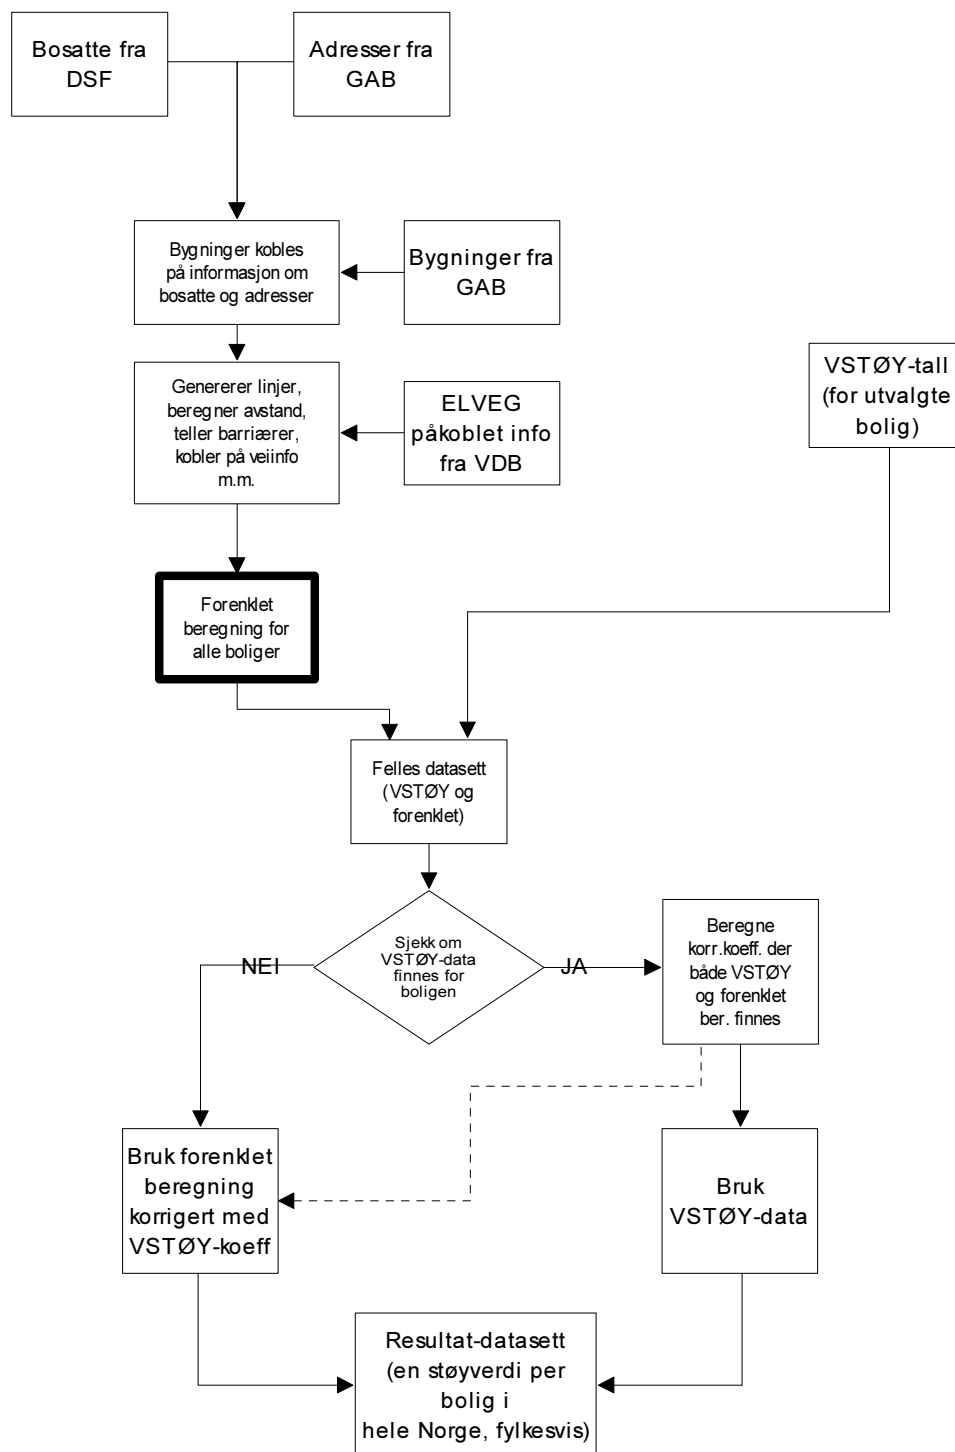 Bosatte fra
DSF
Adresser fra
GAB
Bygninger kobles
på informasjon om
bosatte og adresser
Bygninger fra
GAB
Genererer linjer,
beregner avstand,
teller barriærer,
kobler på veiinfo
m.m.
ELVEG
påkoblet info
fra VDB
VSTØY-tall
(for utvalgte
bolig)
Forenklet
beregning for
alle boliger
Felles datasett
(VSTØY og
forenklet)
Sjekk om
VSTØY-data
finnes for
boligen
NEI
JA
Beregne
korr.koeff. der
både VSTØY
og forenklet
ber. finnes
Bruk forenklet
beregning
korrigert med
VSTØY-koeff
Bruk
VSTØY-data
Resultat-datasett
(en støyverdi per
bolig i
hele Norge, fylkesvis)